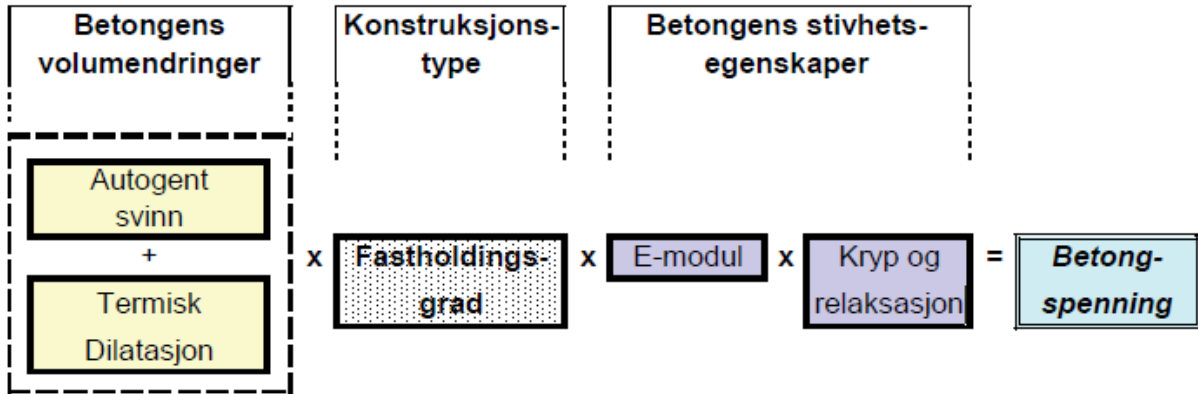 Betongens
volumendringer
Konstruksjons-
type
Betongens stivhets-
egenskaper
Autogent
svinn
+
Termisk
Dilatasjon
x
Fastholdings-
grad
x
E-modul
x
Kryp og
relaksasjon
=
Betong-
spenning